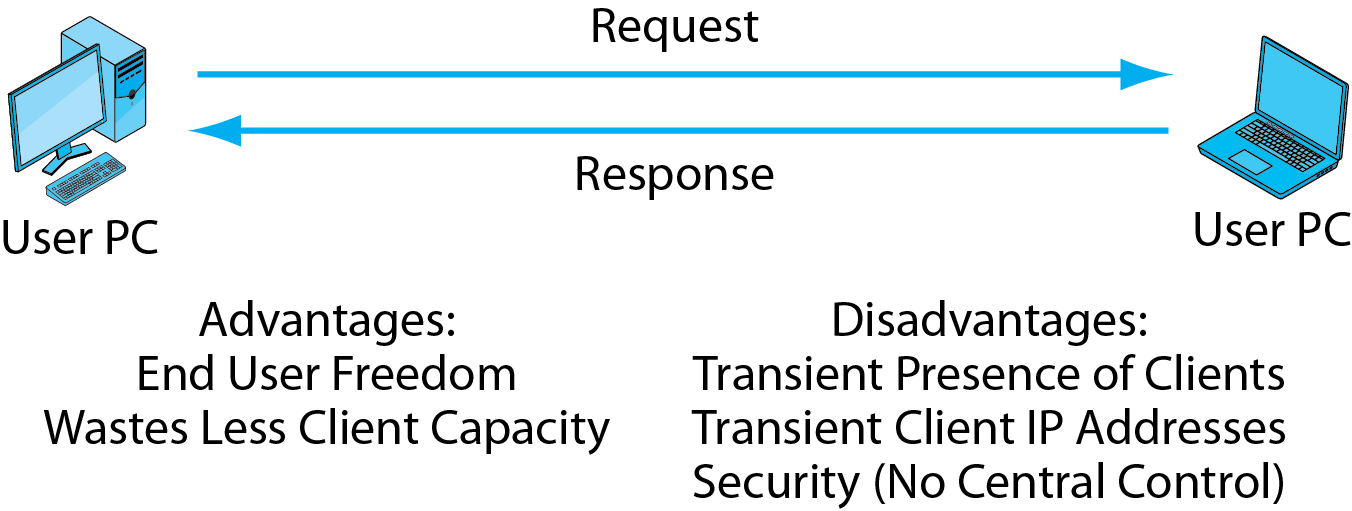 Request
Response
User PC
User PC
Advantages:
End User Freedom
Wastes Less Client Capacity
Disadvantages:
Transient Presence of Clients
Transient Client IP Addresses
Security (No Central Control)